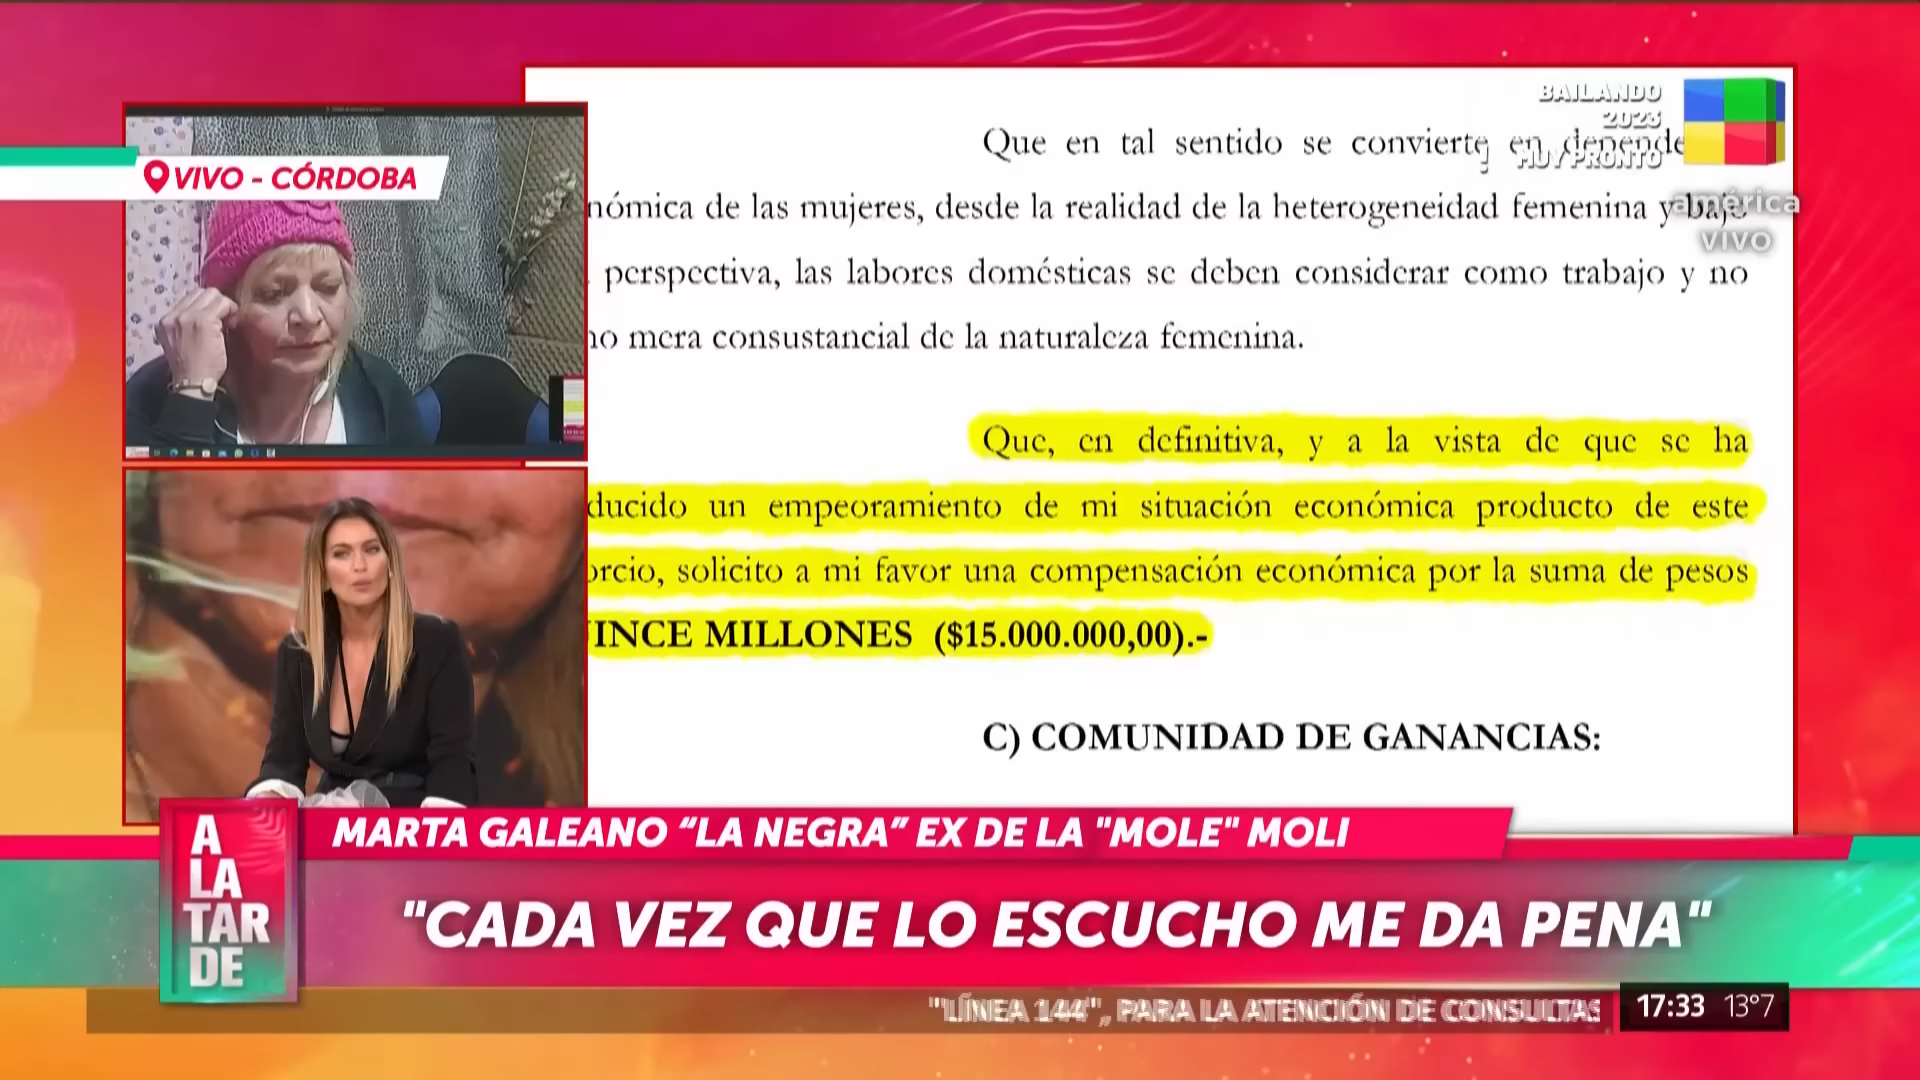 BAILANDO
2023
MUY PRONTO
américa
VIVO
VIVO - CÓRDOBA
Que en tal sentido se convierte en depende
nómica de las mujeres, desde la realidad de la heterogeneidad femenina y bajo
perspectiva, las labores domésticas se deben considerar como trabajo y no
mo mera consustancial de la naturaleza femenina.
Que, en definitiva, y a la vista de que se ha
ducido un empeoramiento de mi situación económica producto de este
orcio, solicito a mi favor una compensación económica por la suma de pesos
UINCE MILLONES ($15.000.000,00).-
C) COMUNIDAD DE GANANCIAS:
A
LA
TAR
DE
MARTA GALEANO “LA NEGRA” EX DE LA "MOLE" MOLI
"CADA VEZ QUE LO ESCUCHO ME DA PENA"
"LÍNEA 144", PARA LA ATENCIÓN DE CONSULTAS
17:33 13°7